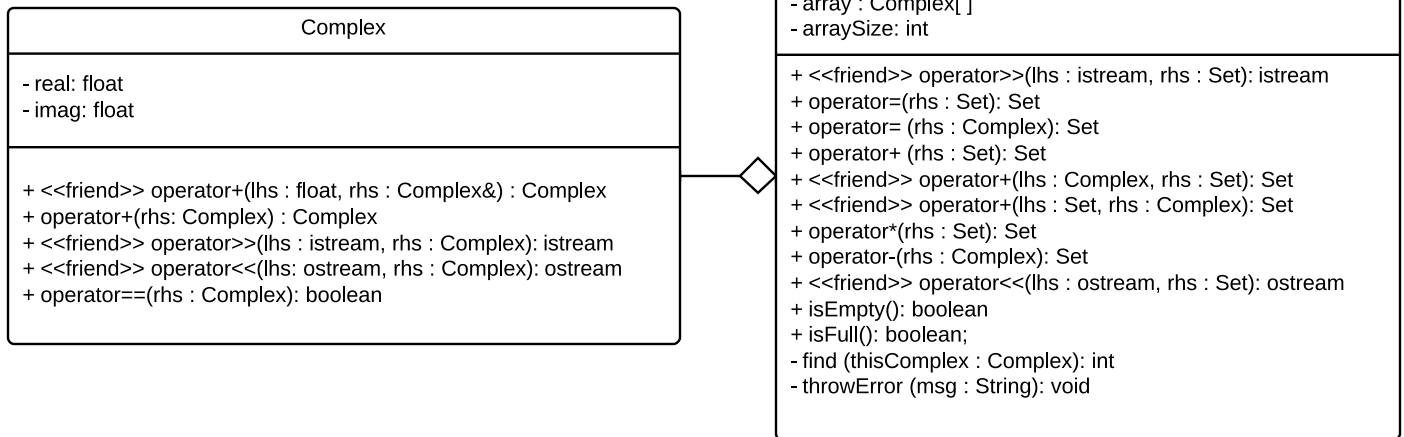 Complex
- real: float
- imag: float
+ <<friend>> operator+(lhs : float, rhs : Complex&) : Complex
+ operator+(rhs: Complex) : Complex
+ <<friend>> operator>>(lhs : istream, rhs : Complex): istream
+ <<friend>> operator<<(lhs: ostream, rhs : Complex): ostream
+ operator==(rhs : Complex): boolean
- array : Complex[ ]
- arraySize: int
+ <<friend>> operator>>(lhs : istream, rhs : Set): istream
+ operator=(rhs : Set): Set
+ operator= (rhs : Complex): Set
+ operator+ (rhs : Set): Set
+ <<friend>> operator+(lhs : Complex, rhs : Set): Set
+ <<friend>> operator+(lhs : Set, rhs : Complex): Set
+ operator*(rhs : Set): Set
+ operator-(rhs : Complex): Set
+ <<friend>> operator<<(lhs : ostream, rhs : Set): ostream
+ isEmpty(): boolean
+ isFull(): boolean;
- find (thisComplex : Complex): int
- throwError (msg : String): void